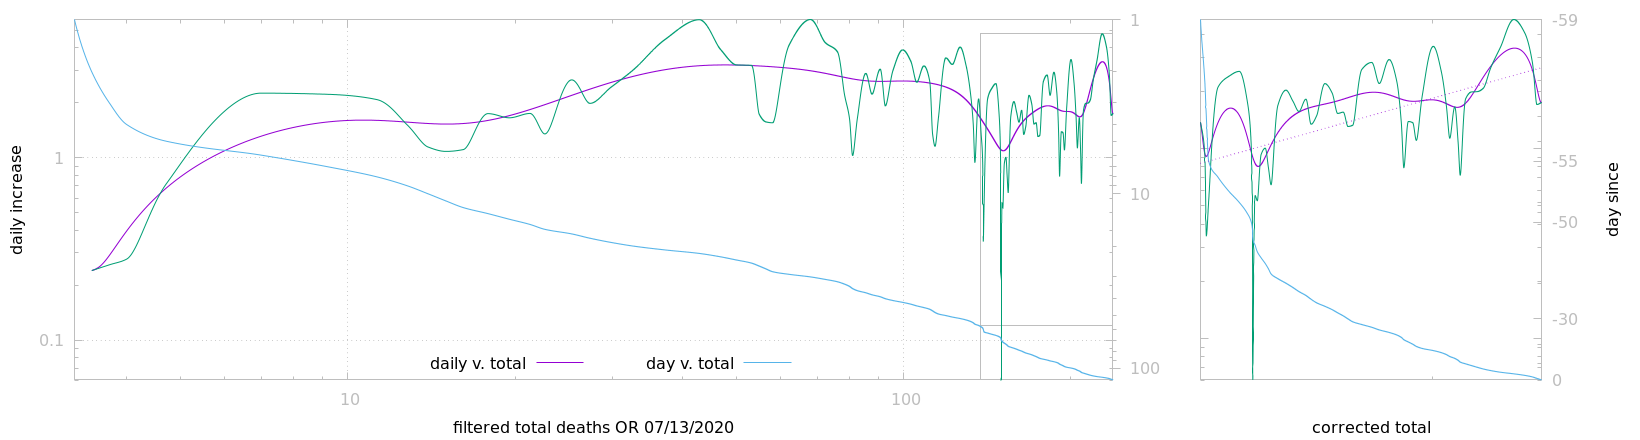 daily increase
1
0.1
10
100
filtered total deaths OR 07/13/2020
daily v. total
day v. total
1
10
100
-59
-55
-50
-30
0
day since
corrected total